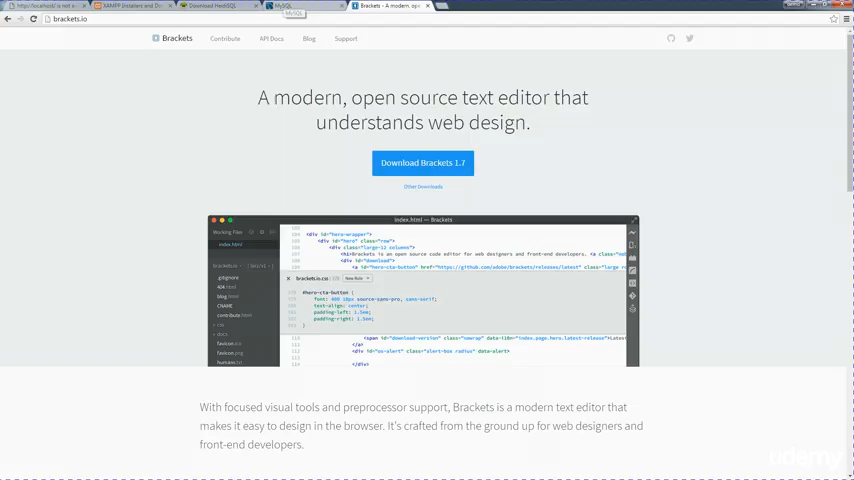 http://localhost/ is not a
XAMPP Installers and Do
Download HeidiSQL
MySQL
Brackets - A modern, ope
MySQL
brackets.io
Brackets
Contribute
API Docs
Blog
Support
A modern, open source text editor that
understands web design.
Download Brackets 1.7
Other Downloads
index.html — Brackets
Working Files
index.html
brackets.io
.gitignore
404.html
blog.html
CNAME
contribute.html
css
docs
favicon.ico
favicon.png
humans.txt
<div id="hero-wrapper">
<div id="hero" class="row">
<div class="large-12 columns">
<h1>Brackets is an open source code editor for web designers and front-end developers. <a
<div id="download">
<a id="hero-cta-button" href="https://github.com/adobe/brackets/releases/latest" class="large
brackets.io.css
New Rule
#hero-cta-button {
font: 400 18px source-sans-pro, sans-serif;
text-align: center;
padding-left: 1.5em;
padding-right: 1.5em;
}
<span id="download-version" class="nowrap" data-i18n="index.page.hero.latest-release">
</a>
<div id="os-alert" class="alert-box radius" data-alert>
</div>
With focused visual tools and preprocessor support, Brackets is a modern text editor that
makes it easy to design in the browser. It's crafted from the ground up for web designers and
front-end developers.
udemy